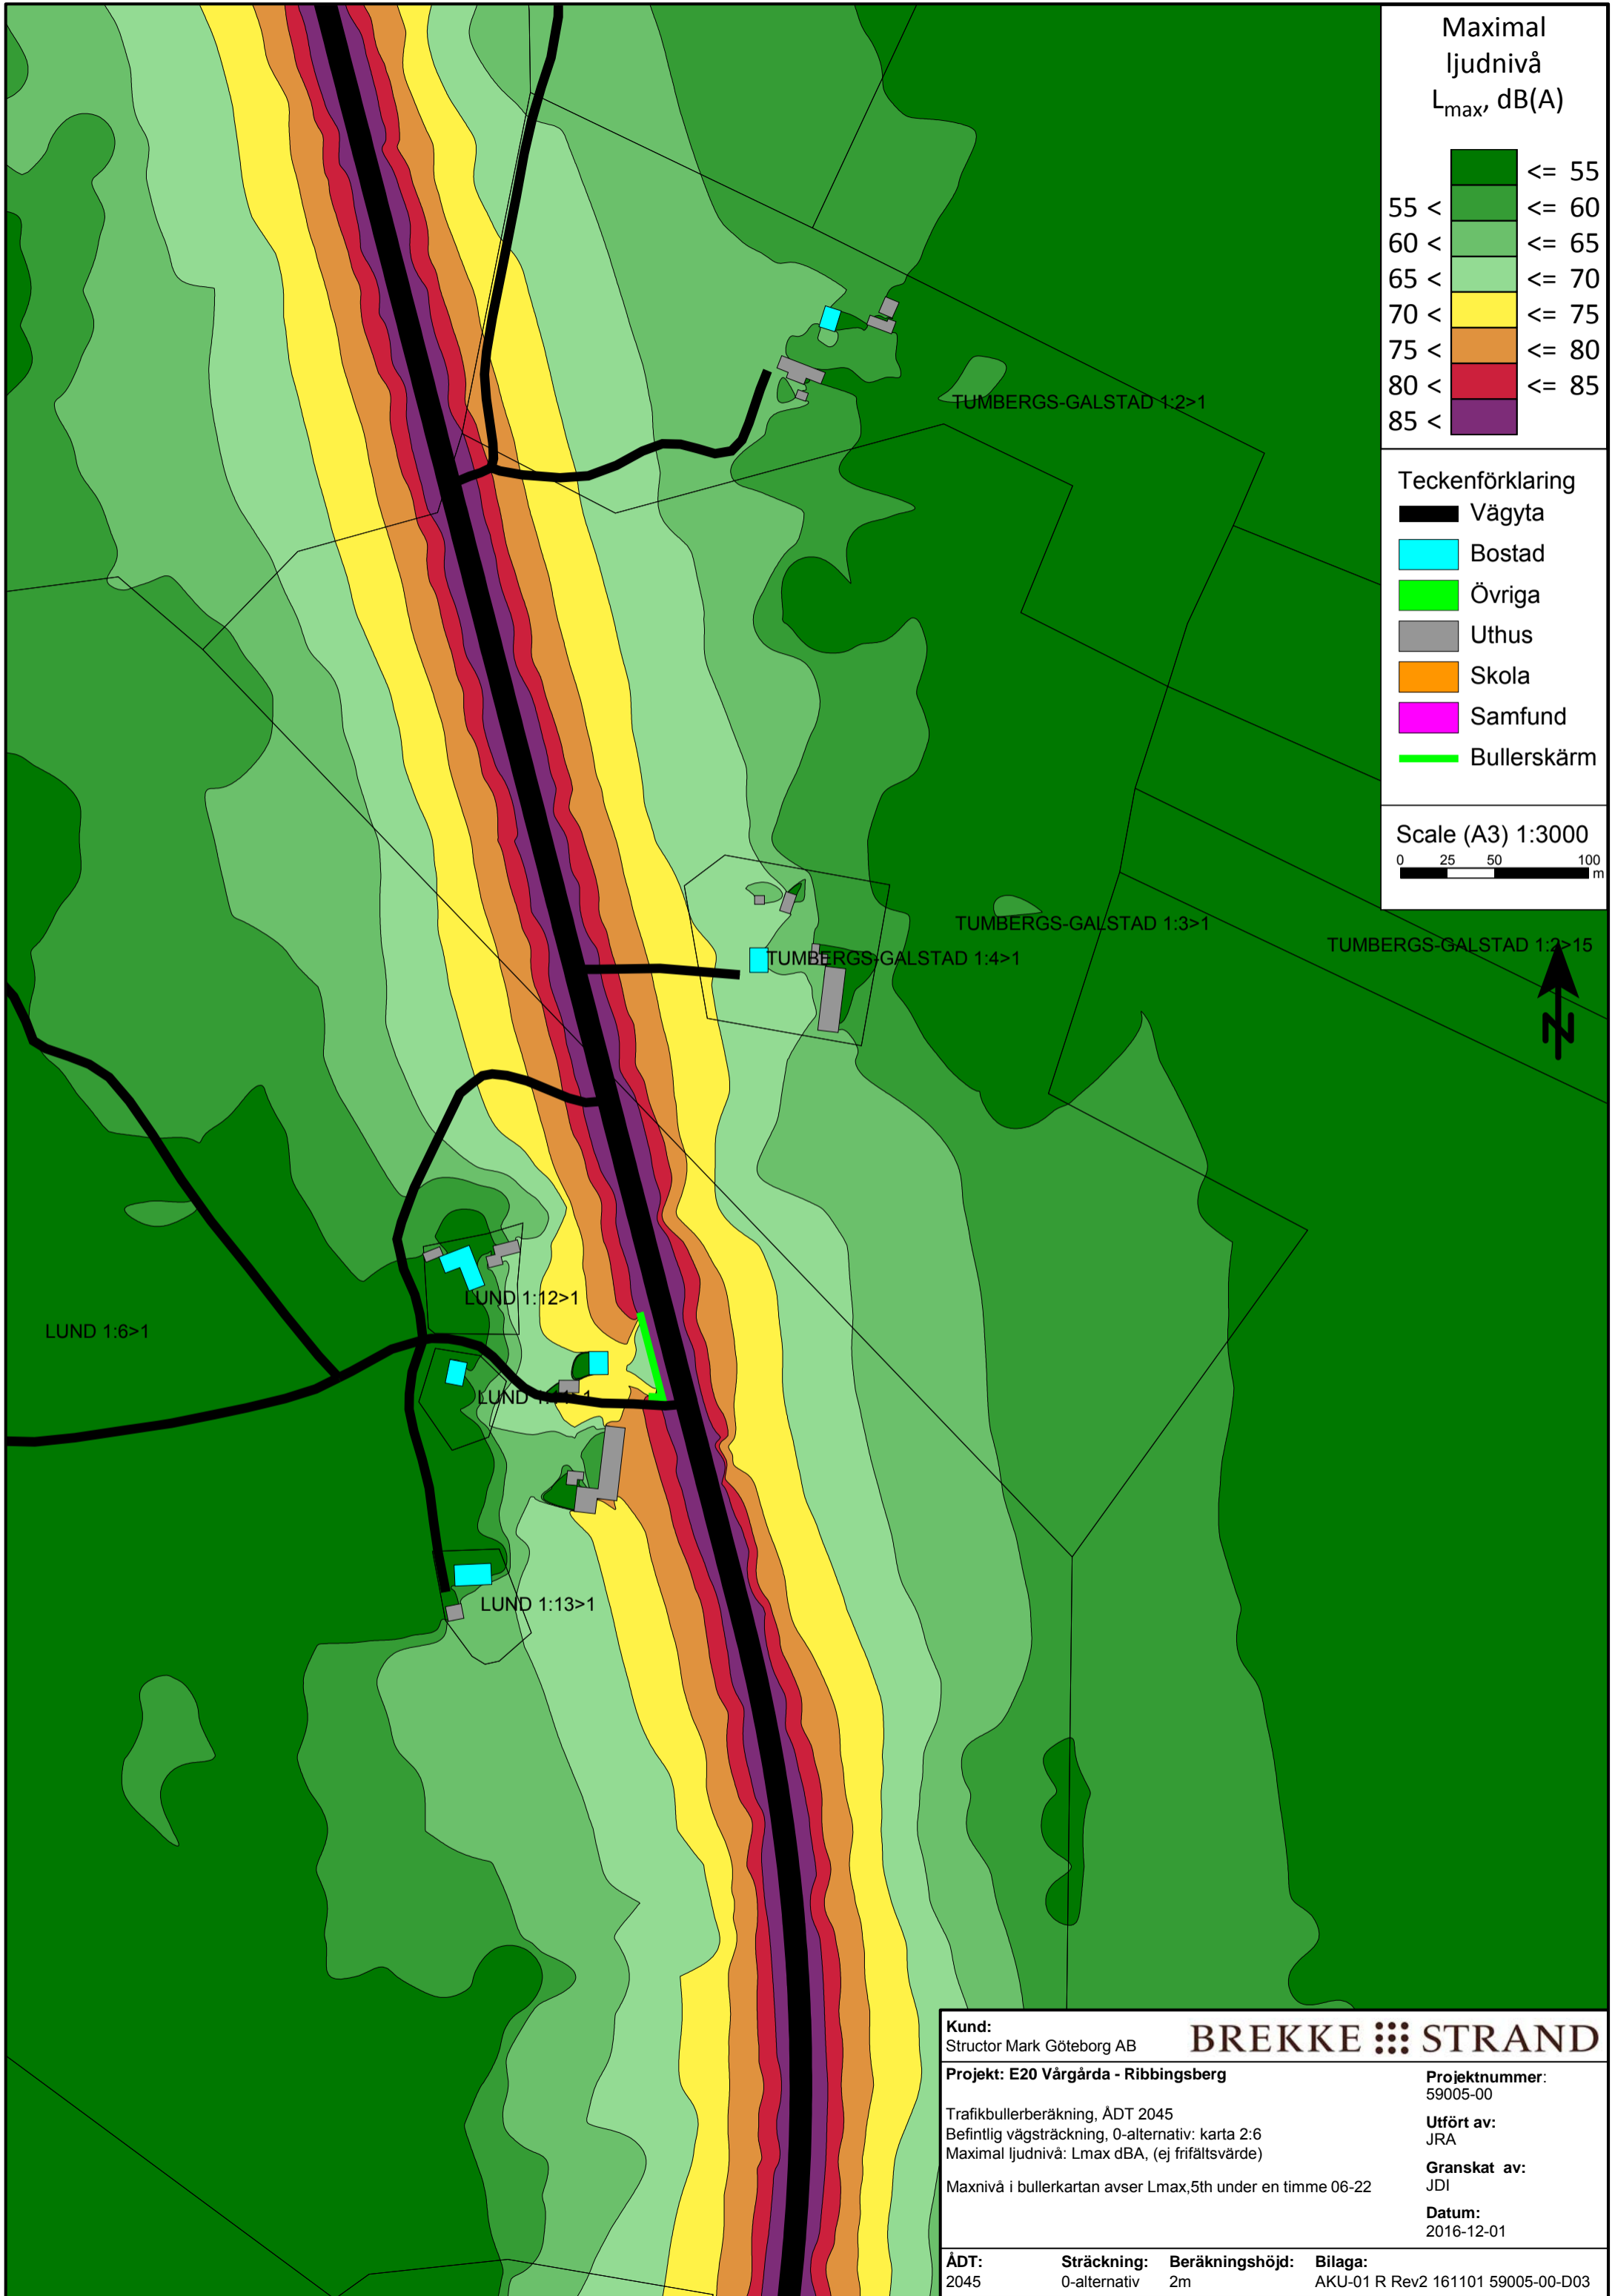 Maximal
ljudnivå
Lmax, dB(A)
<= 55
55 < <= 60
60 < <= 65
65 < <= 70
70 < <= 75
75 < <= 80
80 < <= 85
85 <
Teckenförklaring
Vägyta
Bostad
Övriga
Uthus
Skola
Samfund
Bullerskärm
Scale (A3) 1:3000
0 25 50 100
m
TUMBERGS-GALSTAD 1:2>1
TUMBERGS-GALSTAD 1:3>1
TUMBERGS-GALSTAD 1:2>15
TUMBERGS-GALSTAD 1:4>1
N
LUND 1:12>1
LUND 1:6>1
LUND
LUND 1:13>1
Kund:
Structor Mark Göteborg AB
BREKKE STRAND
Projekt: E20 Vårgårda - Ribbingsberg
Trafikbullerberäkning, ÅDT 2045
Befintlig vägsträckning, 0-alternativ: karta 2:6
Maximal ljudnivå: Lmax dBA, (ej frifältsvärde)
Maxnivå i bullerkartan avser Lmax,5th under en timme 06-22
Projektnummer:
59005-00
Utfört av:
JRA
Granskat av:
JDI
Datum:
2016-12-01
ÅDT: Sträckning: Beräkningshöjd: Bilaga:
2045 0-alternativ 2m AKU-01 R Rev2 161101 59005-00-D03